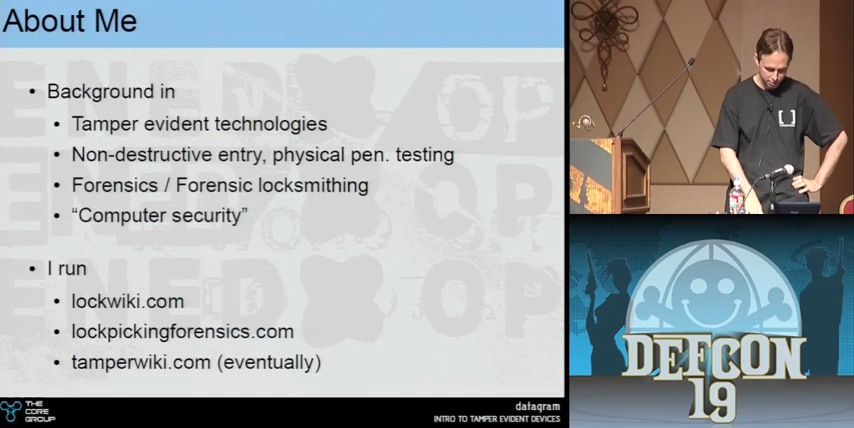 About Me
• Background in
• Tamper evident technologies
• Non-destructive entry, physical pen. testing
• Forensics / Forensic locksmithing
• “Computer security”
• I run
• lockwiki.com
• lockpickingforensics.com
• tamperwiki.com (eventually)
THE
CORE
GROUP
datagram
INTRO TO TAMPER EVIDENT DEVICES
[ ]
DEFCON
19